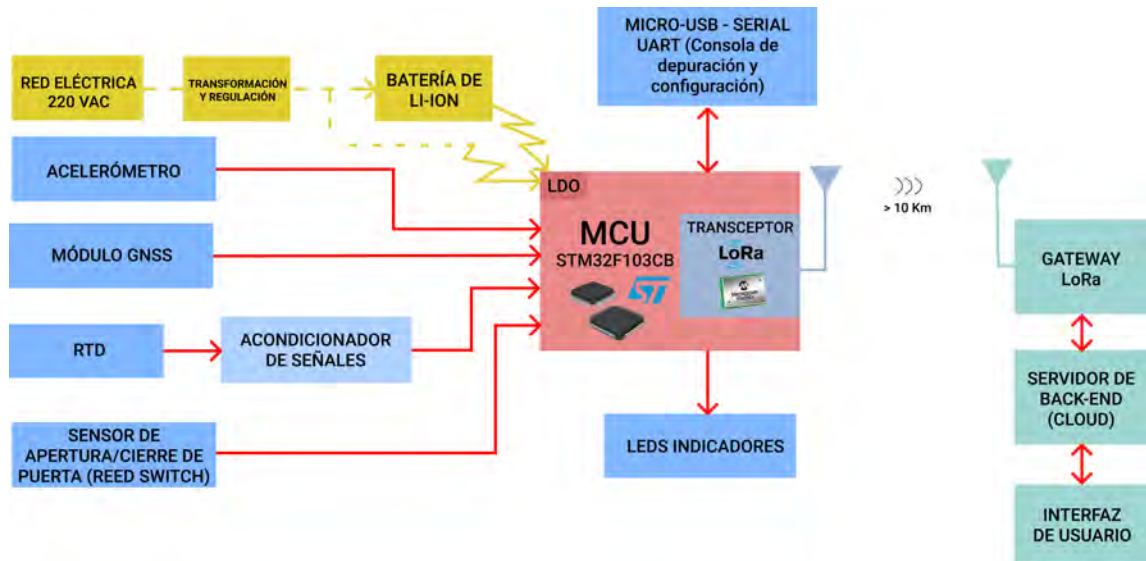 MICRO-USB - SERIAL
UART (Consola de
depuración y
configuración)
RED ELÉCTRICA
220 VAC
TRANSFORMACIÓN
Y REGULACIÓN
BATERÍA DE
LI-ION
ACELERÓMETRO
LDO
MCU
STM32F103CB
TRANSCEPTOR
LoRa
ST
>10 Km
MÓDULO GNSS
GATEWAY
LoRa
RTD
ACONDICIONADOR
DE SEÑALES
SERVIDOR DE
BACK-END
(CLOUD)
SENSOR DE
APERTURA/CIERRE DE
PUERTA (REED SWITCH)
LEDS INDICADORES
INTERFAZ
DE USUARIO